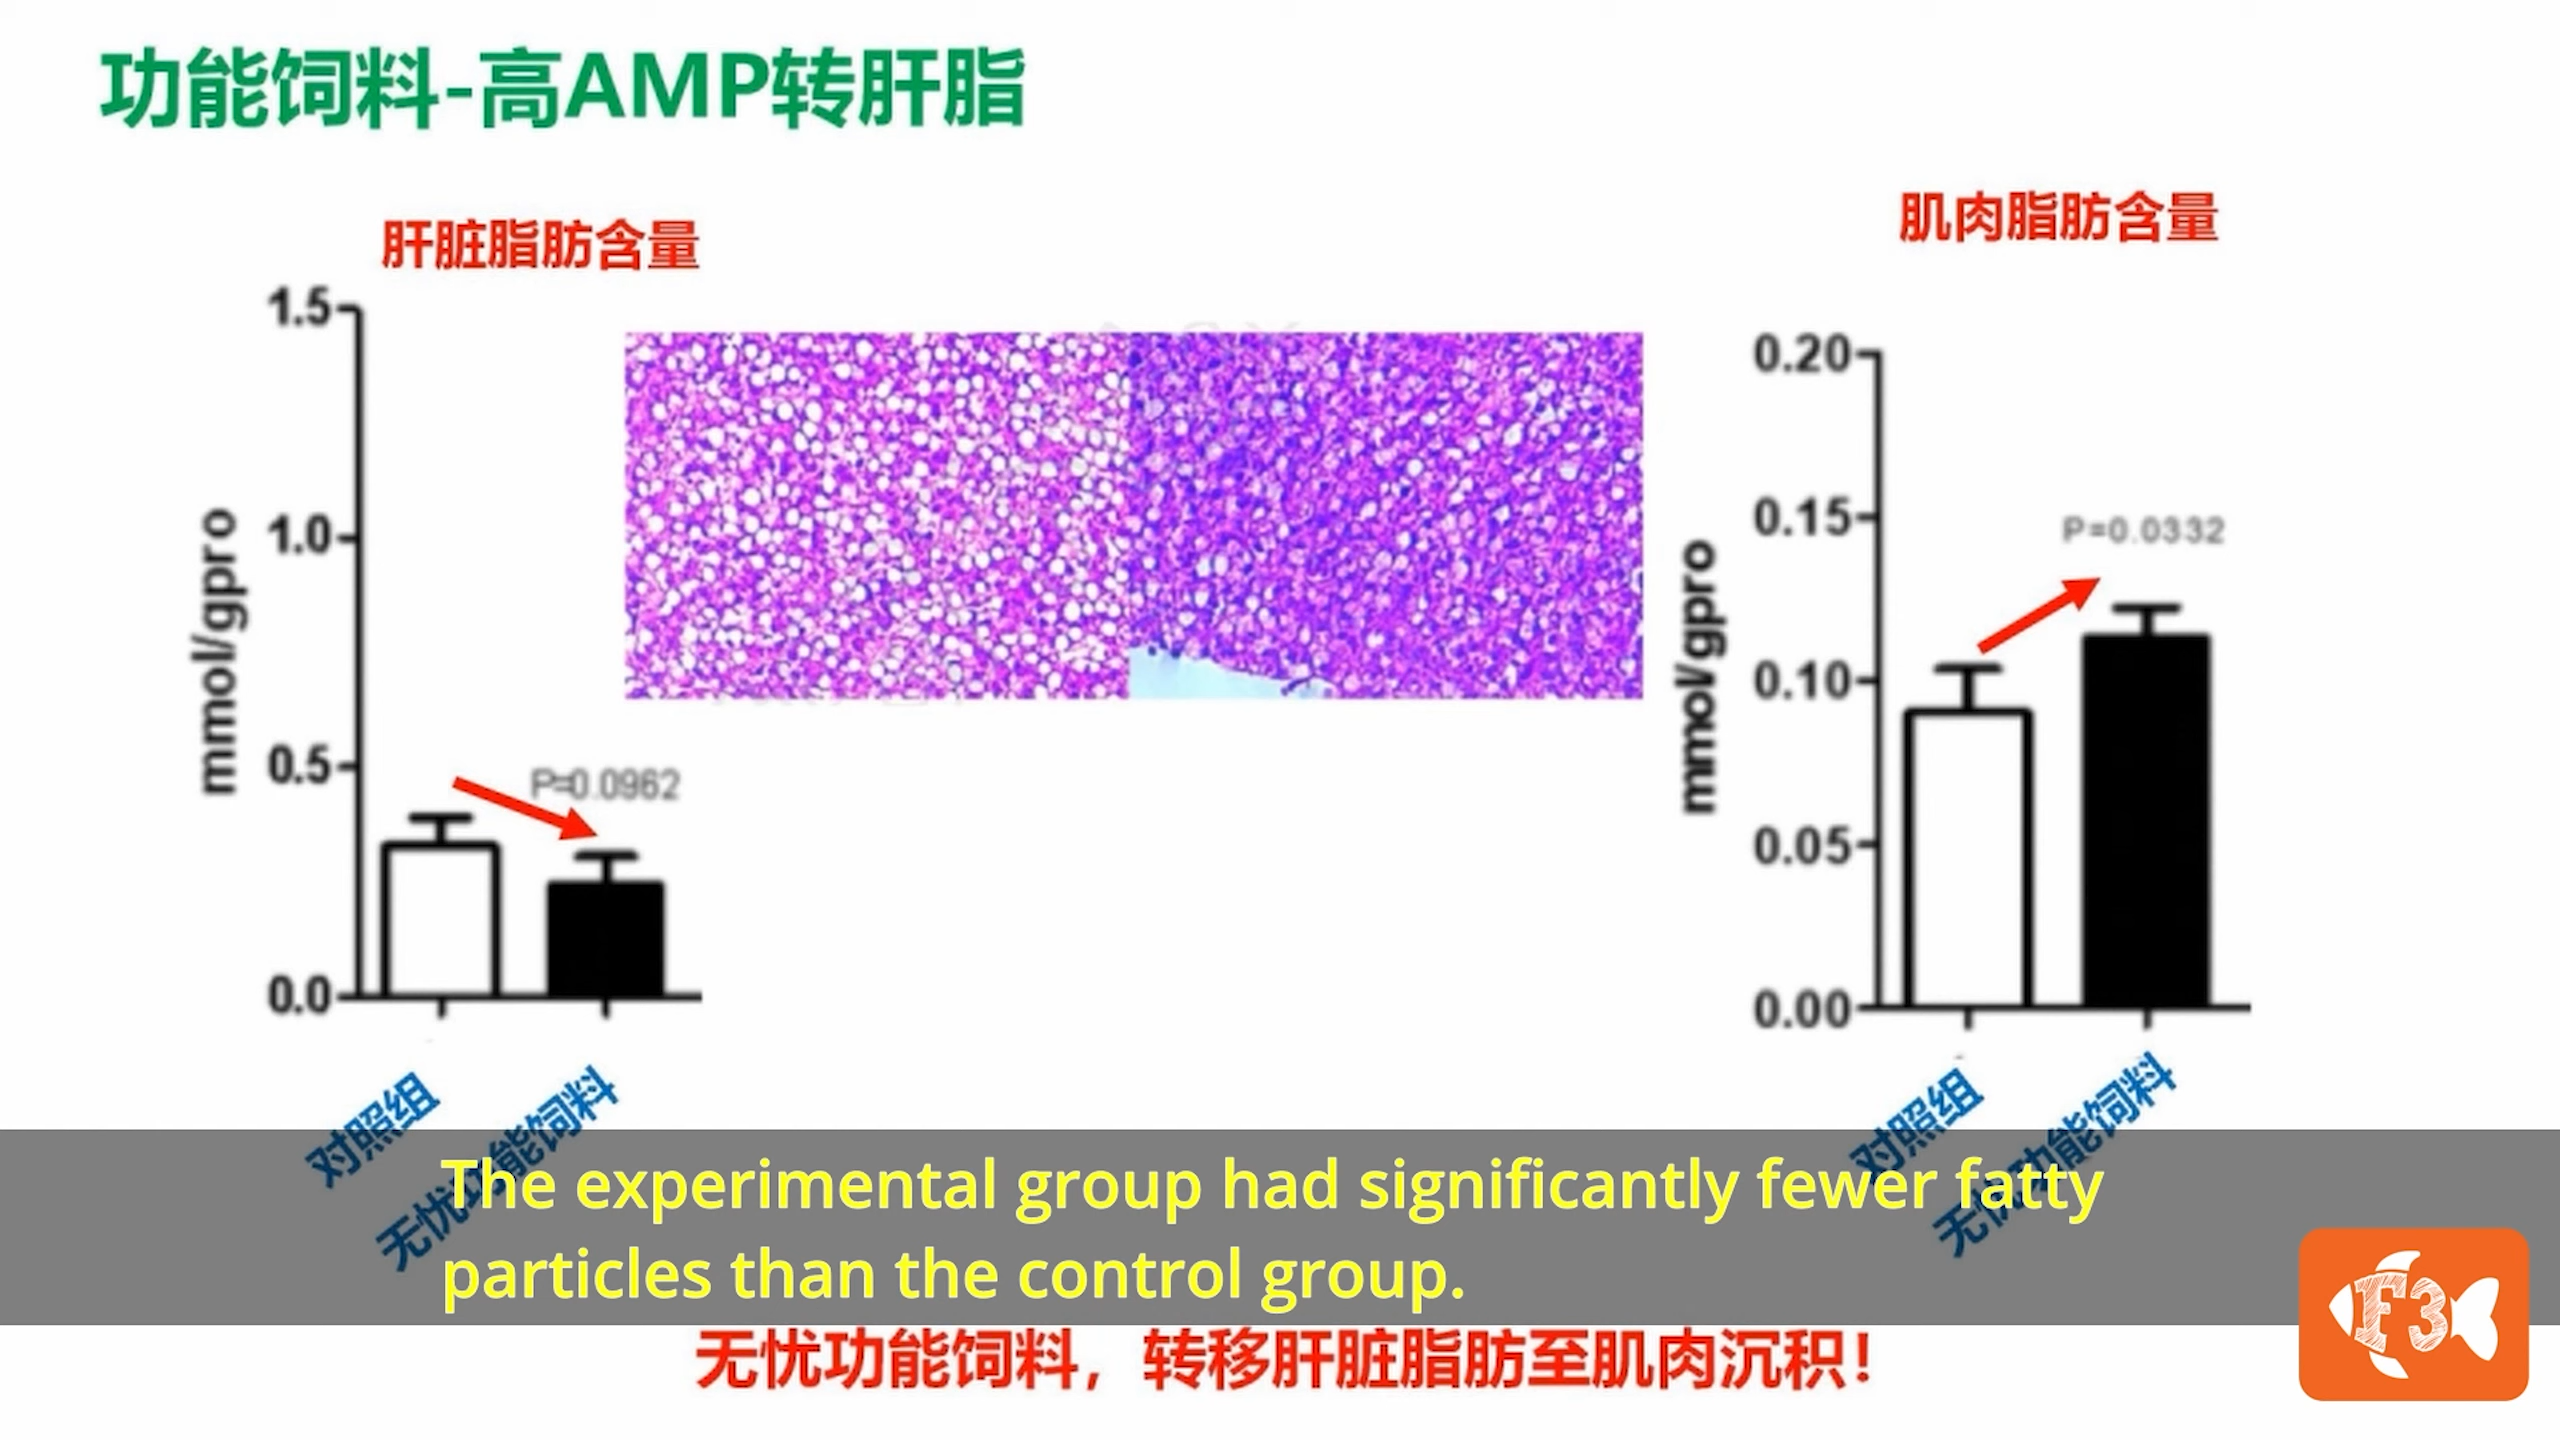 功能饲料-高AMP转肝脂
肝脏脂肪含量
肌肉脂肪含量
1.5
1.0
0.5
0.0
mmol/gpro
P=0.0962
对照组
无忧功能饲料
0.20
0.15
0.10
0.05
0.00
mmol/gpro
P=0.0332
对照组
无忧功能饲料
The experimental group had significantly fewer fatty
particles than the control group.
F3
无忧功能饲料，转移肝脏脂肪至肌肉沉积！